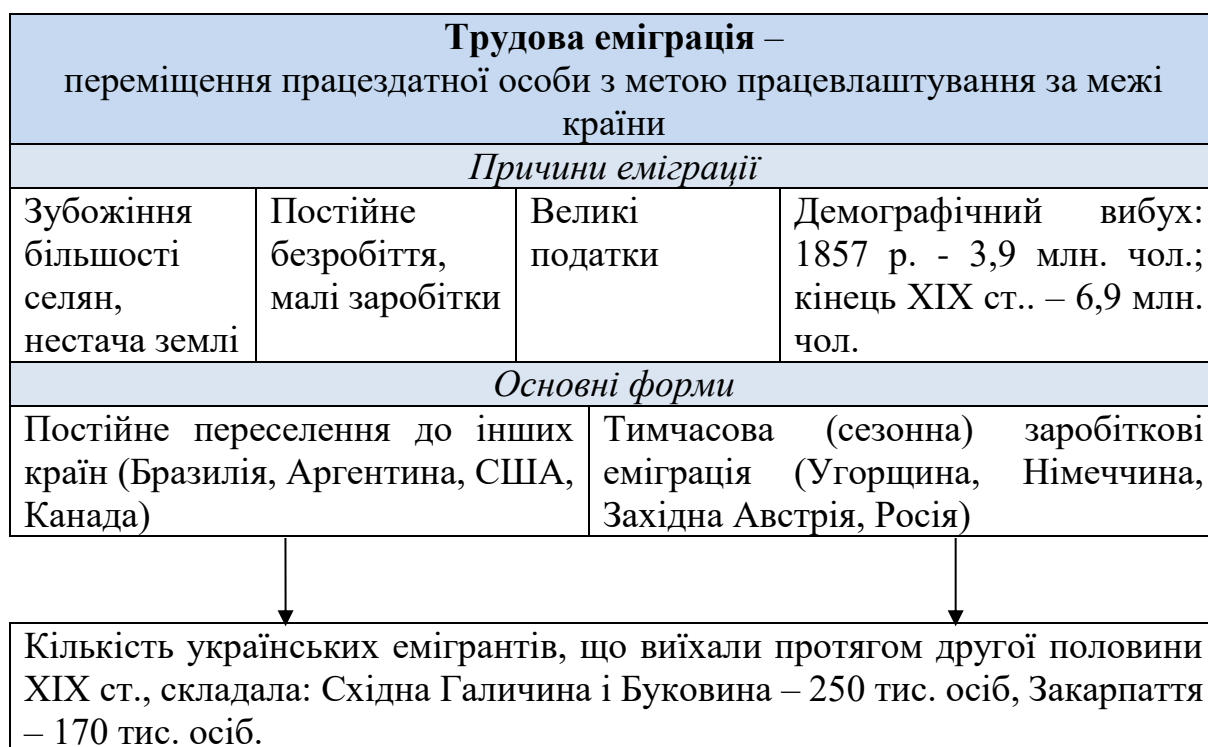 Трудова еміграція –
переміщення працездатної особи з метою працевлаштування за межі
країни
Причини еміграції
Зубожіння
більшості
селян,
нестача землі
Постійне
безробіття,
малі заробітки
Великі
податки
Демографічний вибух:
1857 р. - 3,9 млн. чол.;
кінець ХІХ ст.. – 6,9 млн.
чол.
Основні форми
Постійне переселення до інших
країн (Бразилія, Аргентина, США,
Канада)
Тимчасова (сезонна) заробіткові
еміграція (Угорщина, Німеччина,
Західна Австрія, Росія)
Кількість українських емігрантів, що виїхали протягом другої половини
ХІХ ст., складала: Східна Галичина і Буковина – 250 тис. осіб, Закарпаття
– 170 тис. осіб.